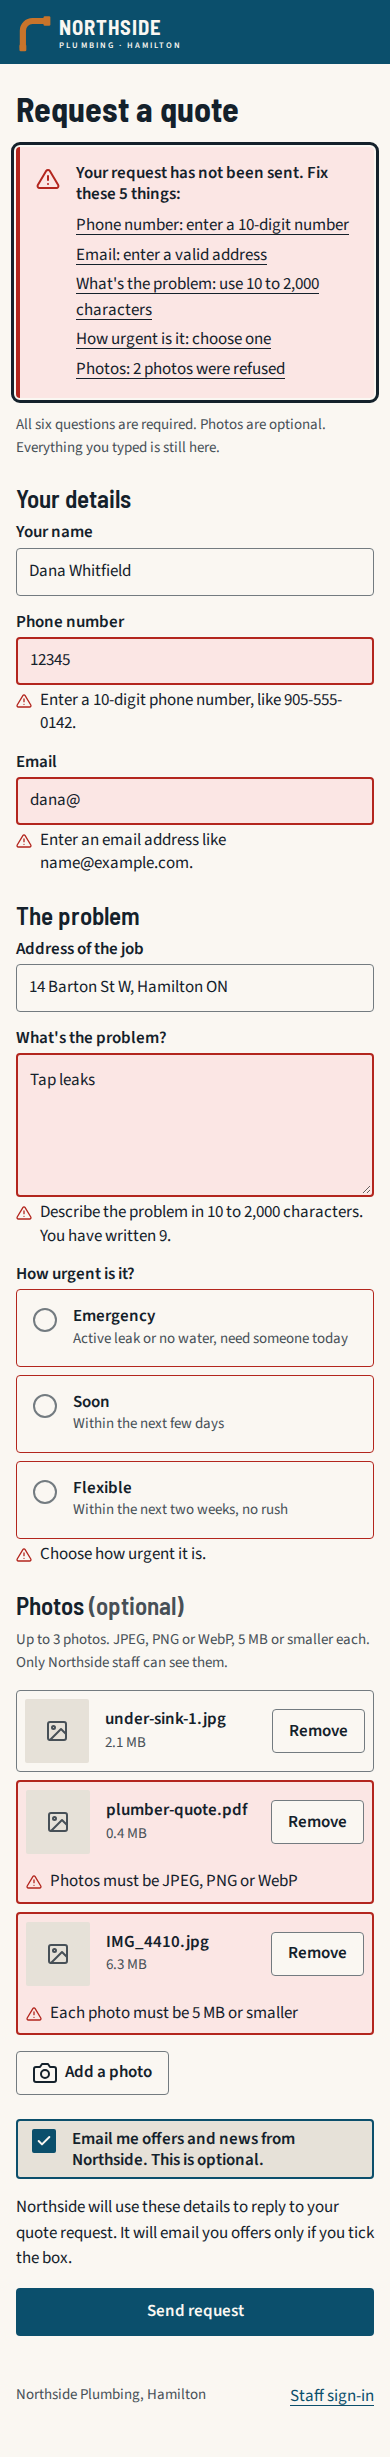 NORTHSIDE
PLUMBING · HAMILTON
Request a quote
Your request has not been sent. Fix
these 5 things:
Phone number: enter a 10-digit number
Email: enter a valid address
What's the problem: use 10 to 2,000
characters
How urgent is it: choose one
Photos: 2 photos were refused
All six questions are required. Photos are optional.
Everything you typed is still here.
Your details
Your name
Dana Whitfield
Phone number
12345
Enter a 10-digit phone number, like 905-555-
0142.
Email
dana@
Enter an email address like
name@example.com.
The problem
Address of the job
14 Barton St W, Hamilton ON
What's the problem?
Tap leaks
Describe the problem in 10 to 2,000 characters.
You have written 9.
How urgent is it?
Emergency
Active leak or no water, need someone today
Soon
Within the next few days
Flexible
Within the next two weeks, no rush
Choose how urgent it is.
Photos (optional)
Up to 3 photos. JPEG, PNG or WebP, 5 MB or smaller each.
Only Northside staff can see them.
under-sink-1.jpg
2.1 MB
Remove
plumber-quote.pdf
0.4 MB
Remove
Photos must be JPEG, PNG or WebP
IMG_4410.jpg
6.3 MB
Remove
Each photo must be 5 MB or smaller
Add a photo
Email me offers and news from
Northside. This is optional.
Northside will use these details to reply to your
quote request. It will email you offers only if you tick
the box.
Send request
Northside Plumbing, Hamilton
Staff sign-in